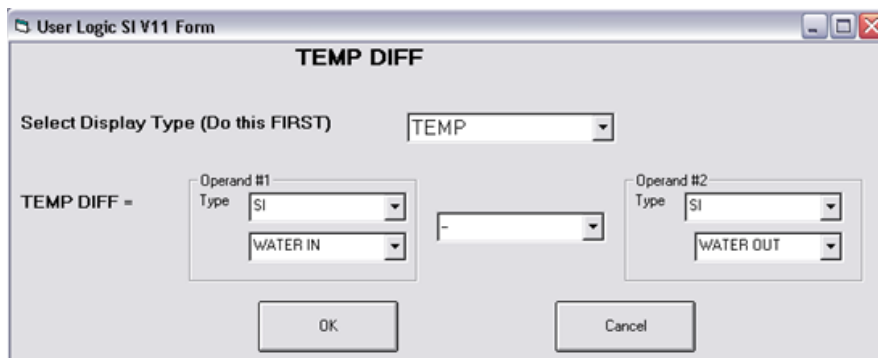 User Logic SI V11 Form
TEMP DIFF
Select Display Type (Do this FIRST) TEMP
Operand #1 Operand #2
TEMP DIFF = Type SI - Type SI
WATER IN WATER OUT
OK Cancel